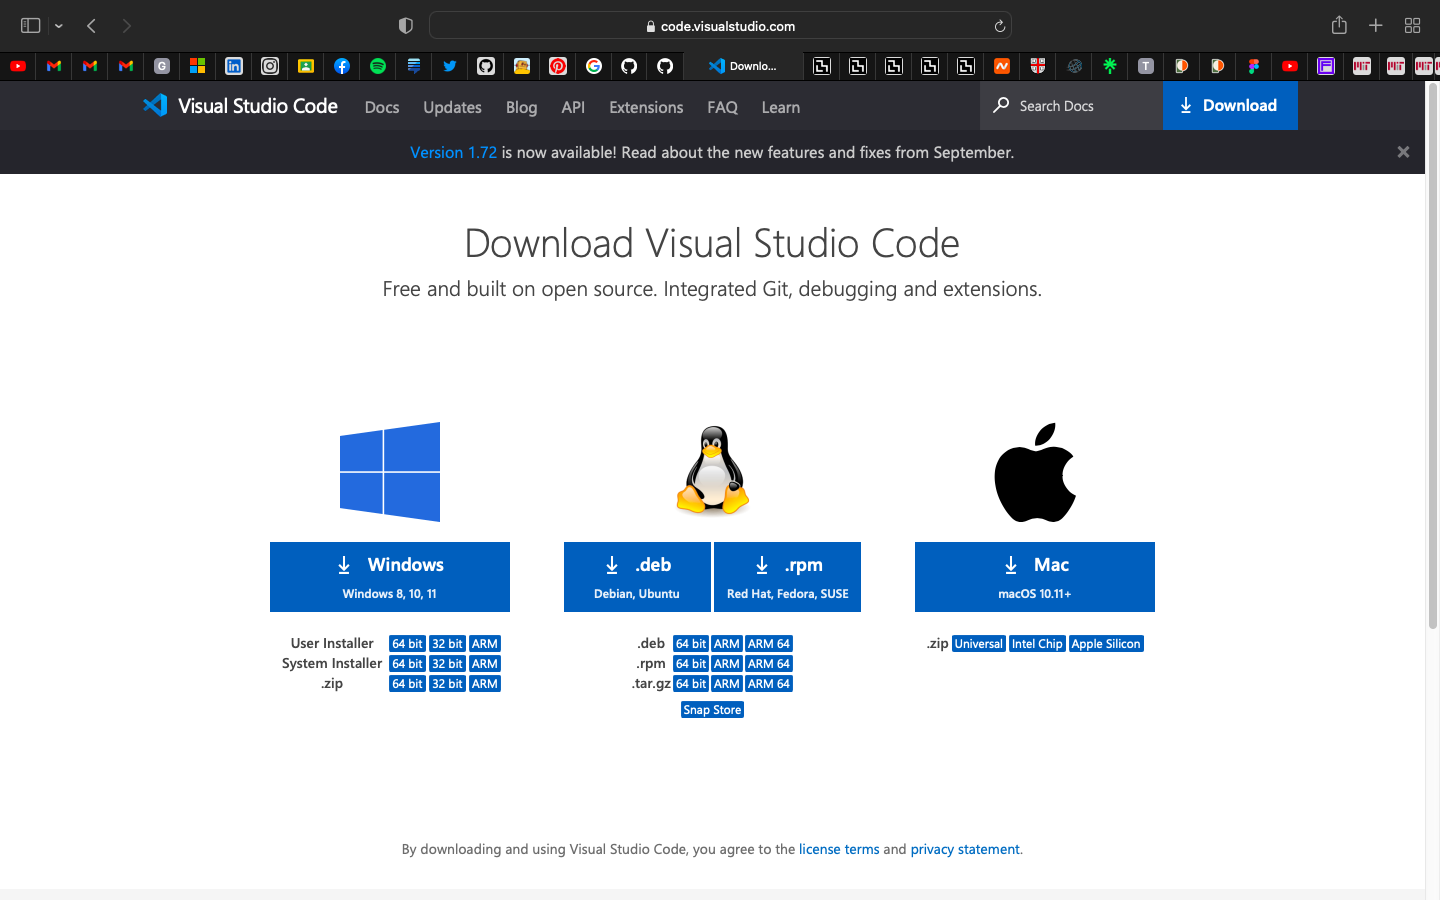 code.visualstudio.com
G
Downlo...
T
Visual Studio Code
Docs
Updates
Blog
API
Extensions
FAQ
Learn
Search Docs
Download
Version 1.72 is now available! Read about the new features and fixes from September.
Download Visual Studio Code
Free and built on open source. Integrated Git, debugging and extensions.
Windows
Windows 8, 10, 11
User Installer 64 bit 32 bit ARM
System Installer 64 bit 32 bit ARM
.zip 64 bit 32 bit ARM
.deb
Debian, Ubuntu
.rpm
Red Hat, Fedora, SUSE
.deb 64 bit ARM ARM 64
.rpm 64 bit ARM ARM 64
.tar.gz 64 bit ARM ARM 64
Snap Store
Mac
macOS 10.11+
.zip Universal Intel Chip Apple Silicon
By downloading and using Visual Studio Code, you agree to the license terms and privacy statement.